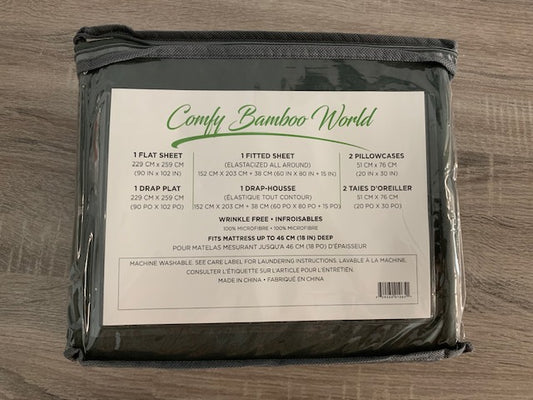 Comfy Bamboo World
1 FLAT SHEET
229 CM x 259 CM
(90 IN x 102 IN)
1 FITTED SHEET
(ELASTACIZED ALL AROUND)
152 CM X 203 CM + 38 CM (60 IN X 80 IN + 15 IN)
2 PILLOWCASES
51 CM x 76 CM
(20 IN x 30 IN)
1 DRAP PLAT
229 CM x 259 CM
(90 PO X 102 PO)
1 DRAP-HOUSSE
(ÉLASTIQUE TOUT CONTOUR)
152 CM X 203 CM + 38 CM (60 PO X 80 PO + 15 PO)
2 TAIES D'OREILLER
51 CM X 76 CM
(20 PO X 30 PO)
WRINKLE FREE • INFROISABLES
100% MICROFIBRE • 100% MICROFIBRE
FITS MATTRESS UP TO 46 CM (18 IN) DEEP
POUR MATELAS MESURANT JUSQU'A 46 CM (18 PO) D'ÉPAISSEUR
MACHINE WASHABLE. SEE CARE LABEL FOR LAUNDERING INSTRUCTIONS. LAVABLE À LA MACHINE.
CONSULTER L'ÉTIQUETTE SUR L'ARTICLE POUR L'ENTRETIEN.
MADE IN CHINA • FABRIQUÉ EN CHINA